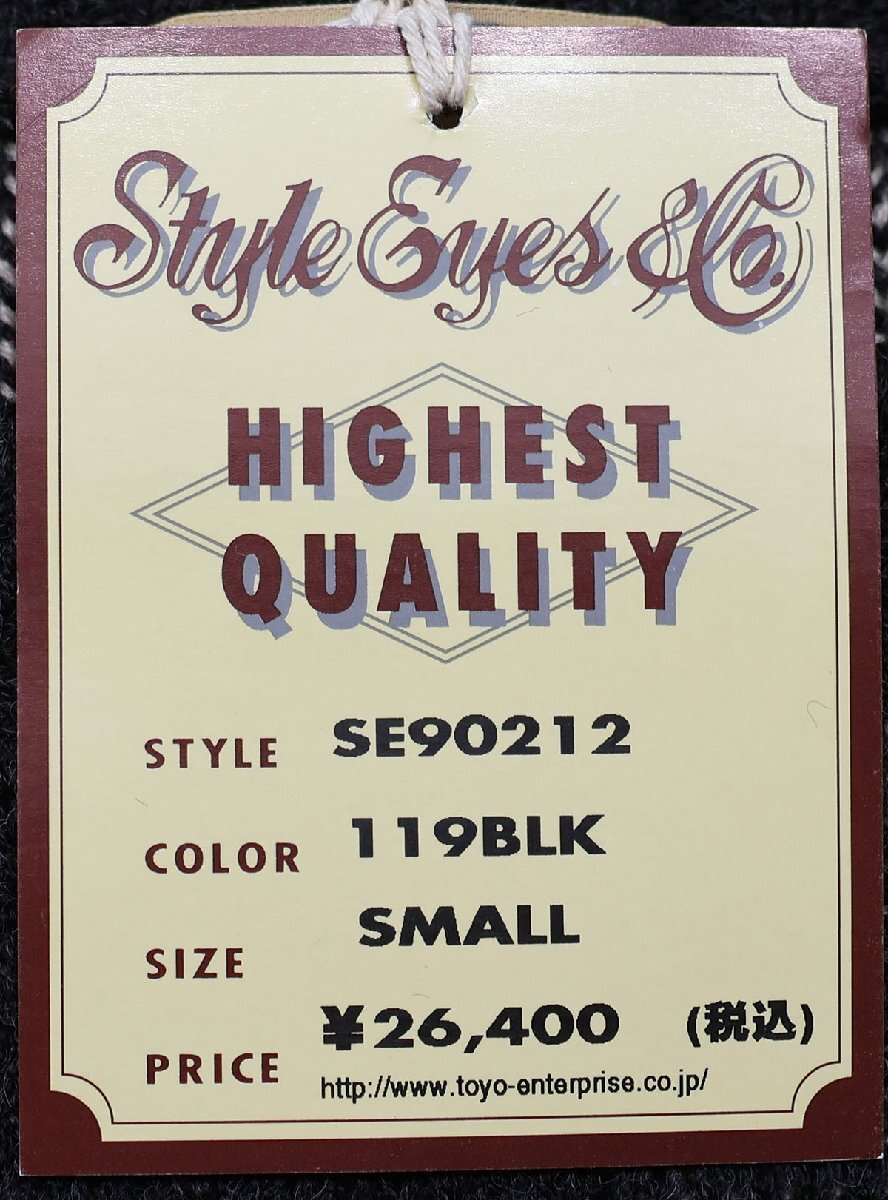 Style Eyes & Co.
HIGHEST
QUALITY
STYLE SE90212
COLOR 119BLK
SIZE SMALL
PRICE ¥26,400 (税込)
http://www.toyo-enterprise.co.jp/